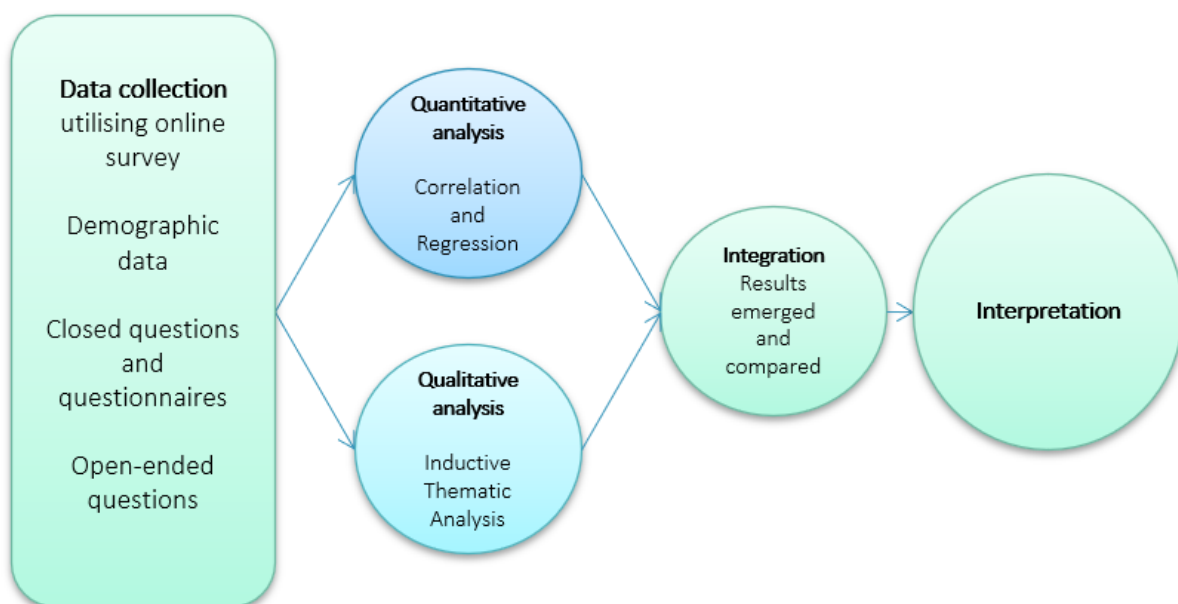 Data collection
utilising online
survey
Demographic
data
Closed questions
and
questionnaires
Open-ended
questions
Quantitative
analysis
Correlation
and
Regression
Qualitative
analysis
Inductive
Thematic
Analysis
Integration
Results
emerged
and
compared
Interpretation